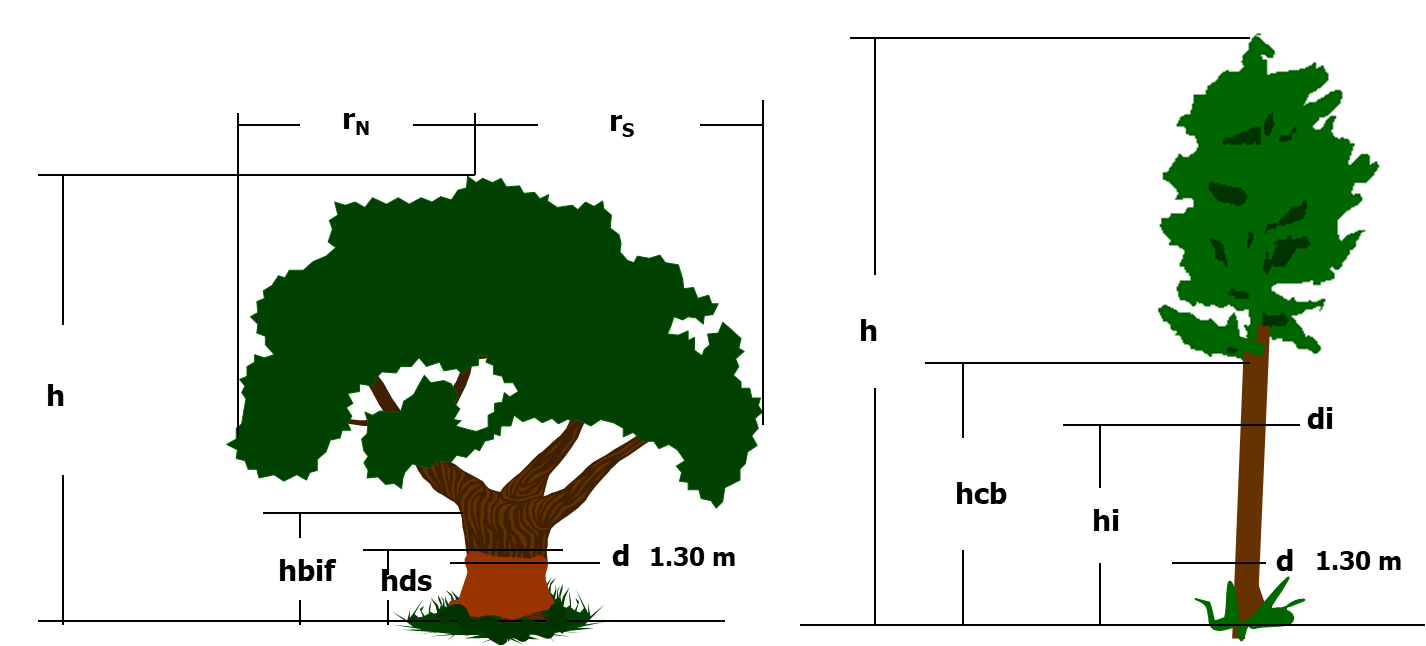 rN
rS
h
hbif
hds
d 1.30 m
h
hcb
hi
di
d 1.30 m